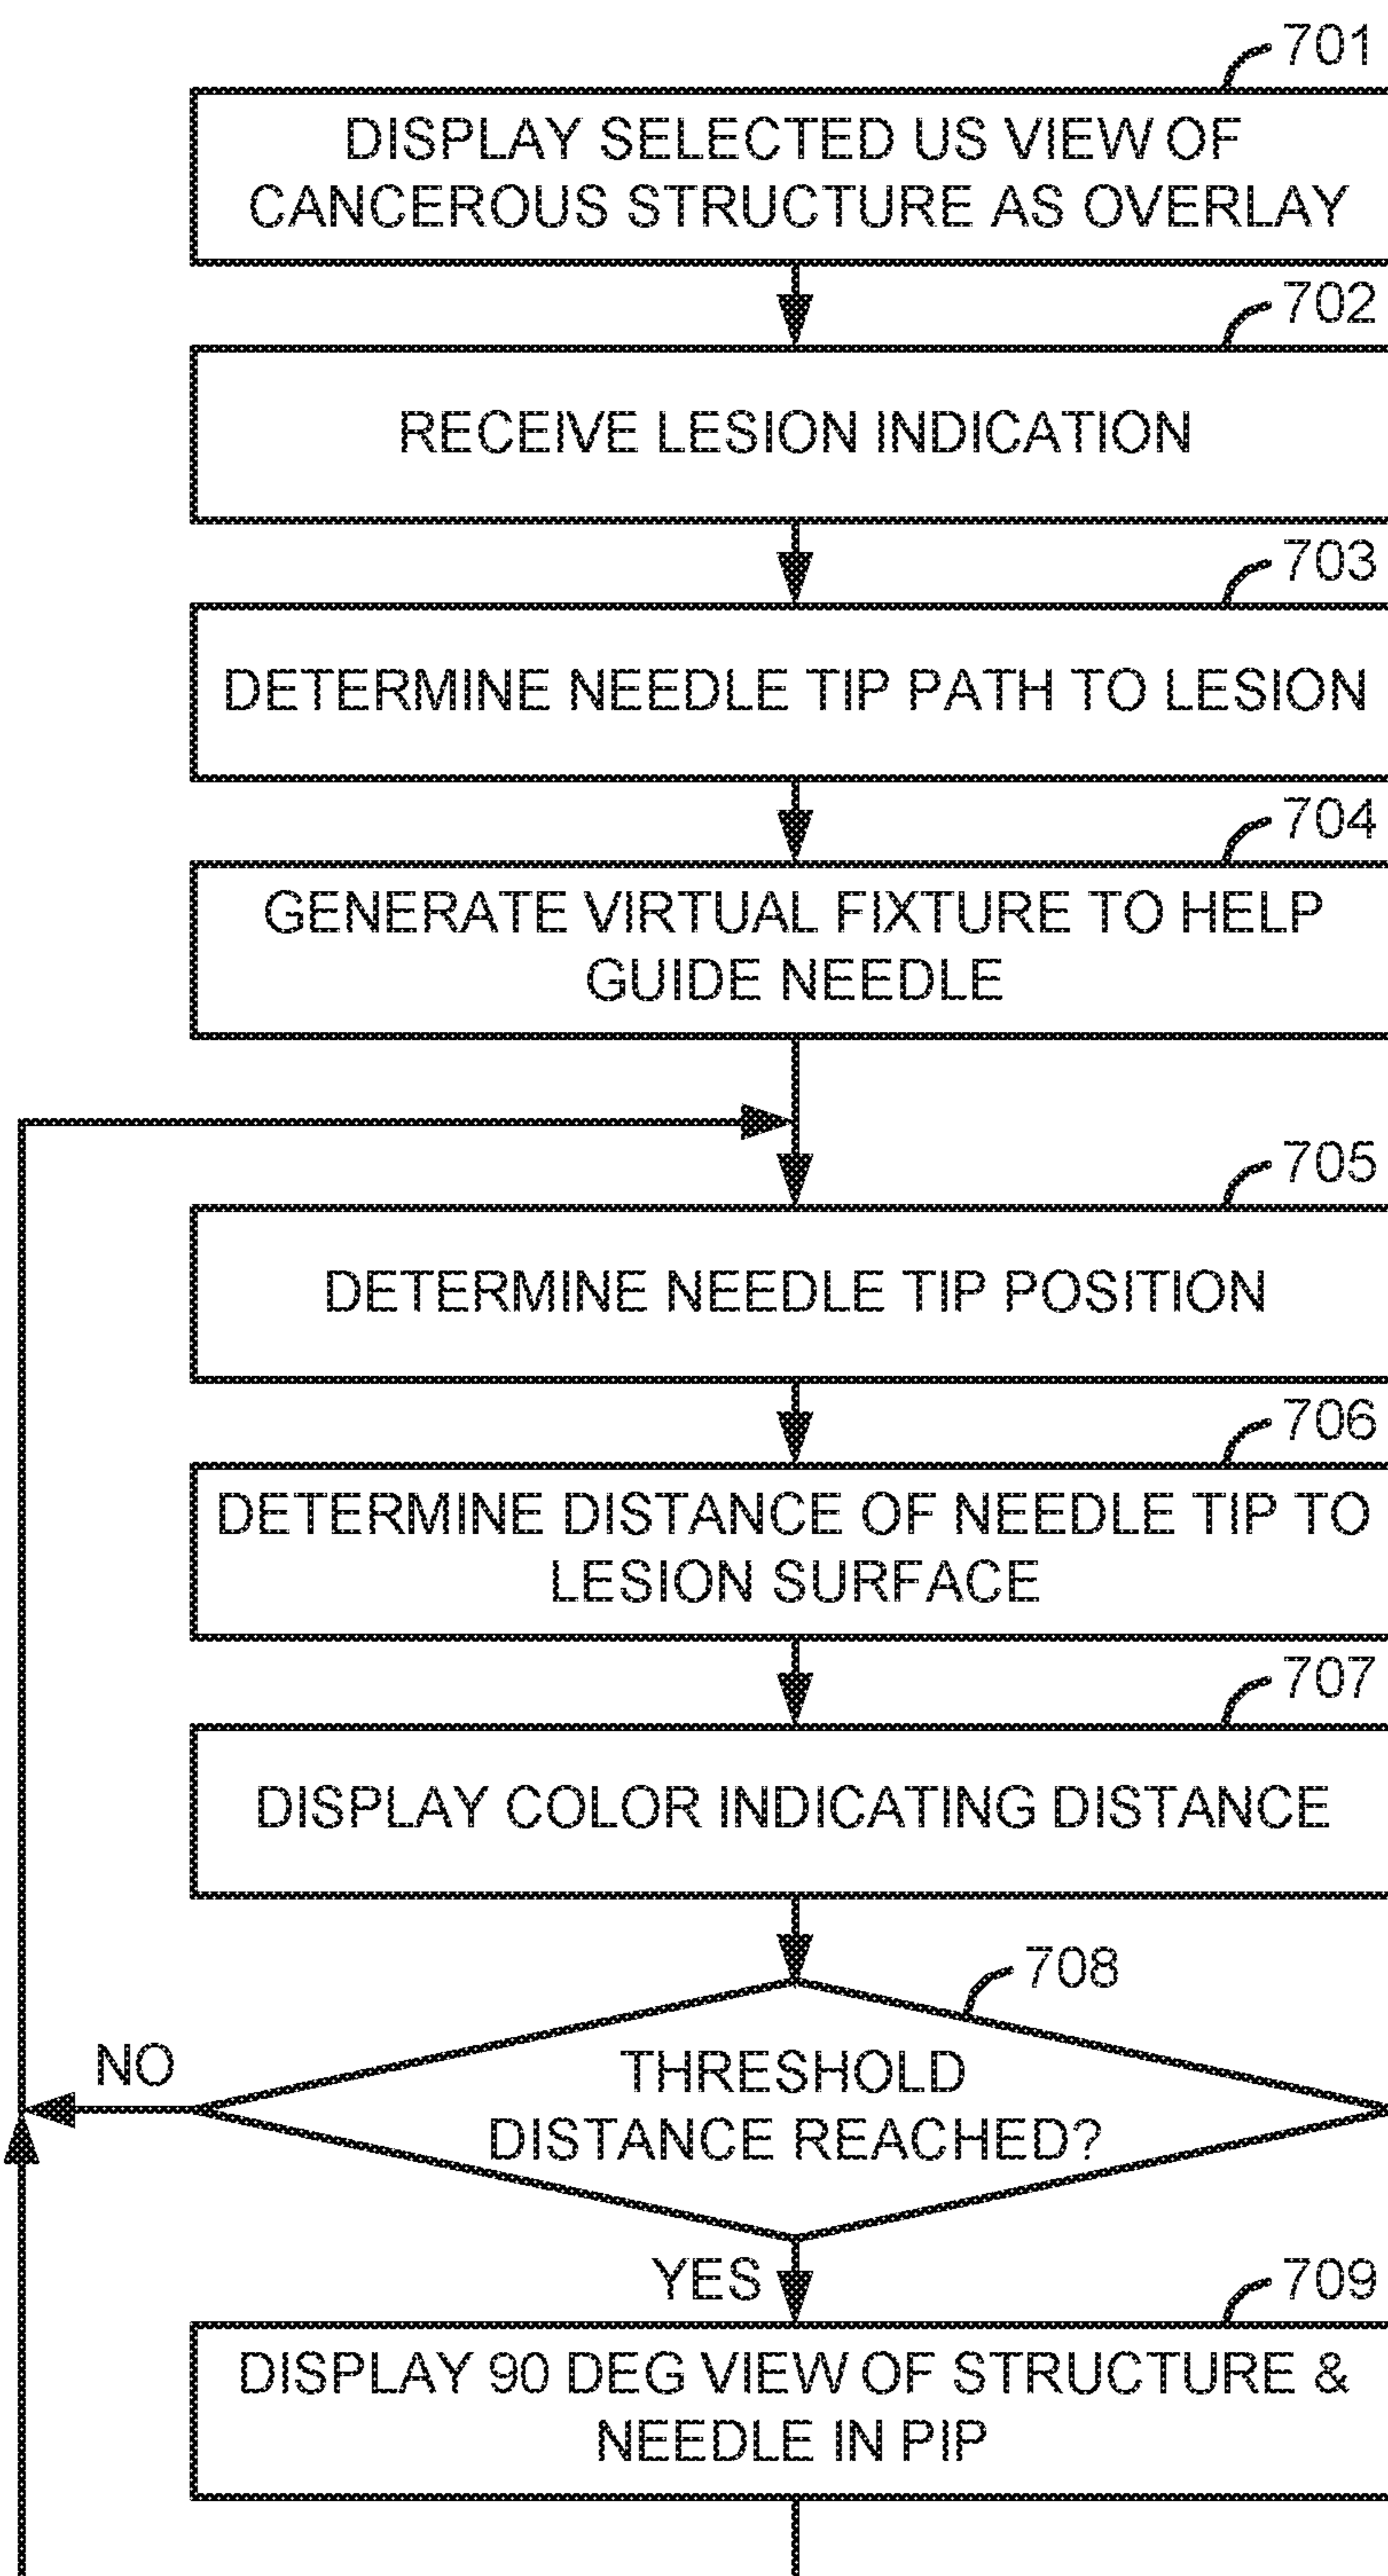 701
DISPLAY SELECTED US VIEW OF
CANCEROUS STRUCTURE AS OVERLAY
702
RECEIVE LESION INDICATION
703
DETERMINE NEEDLE TIP PATH TO LESION
704
GENERATE VIRTUAL FIXTURE TO HELP
GUIDE NEEDLE
705
DETERMINE NEEDLE TIP POSITION
706
DETERMINE DISTANCE OF NEEDLE TIP TO
LESION SURFACE
707
DISPLAY COLOR INDICATING DISTANCE
708
NO
THRESHOLD
DISTANCE REACHED?
YES
709
DISPLAY 90 DEG VIEW OF STRUCTURE &
NEEDLE IN PIP